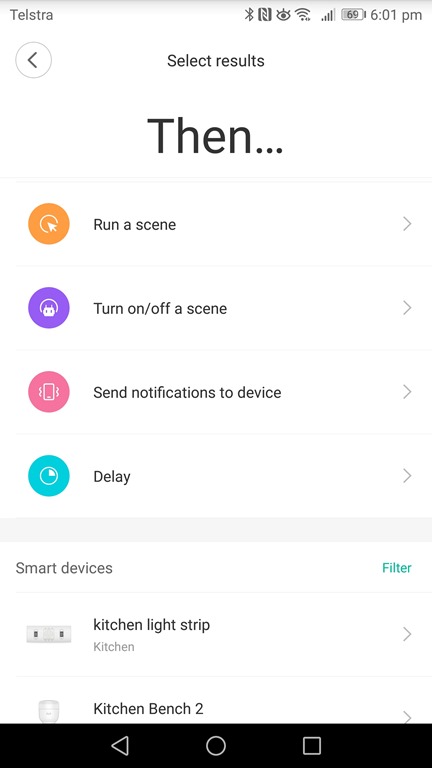 Telstra
69 6:01 pm
Select results
Then...
Run a scene
Turn on/off a scene
Send notifications to device
Delay
Smart devices
Filter
kitchen light strip
Kitchen
Kitchen Bench 2